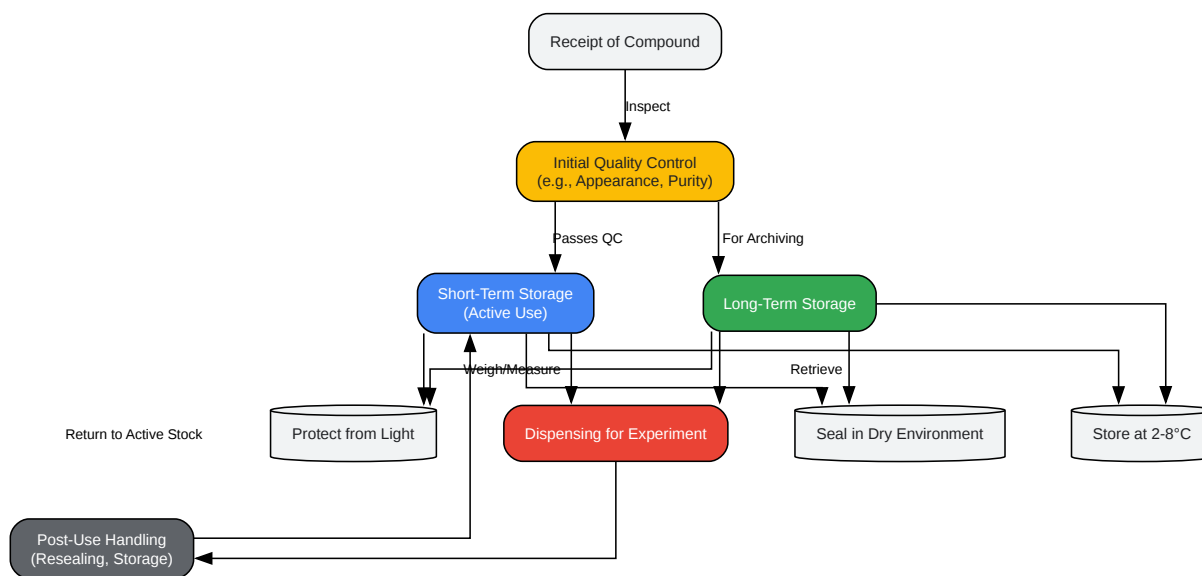 Receipt of Compound
Inspect
Initial Quality Control
(e.g., Appearance, Purity)
Passes QC
For Archiving
Short-Term Storage
(Active Use)
Long-Term Storage
Weigh/Measure
Retrieve
Return to Active Stock
Protect from Light
Dispensing for Experiment
Seal in Dry Environment
Store at 2-8°C
Post-Use Handling
(Resealing, Storage)